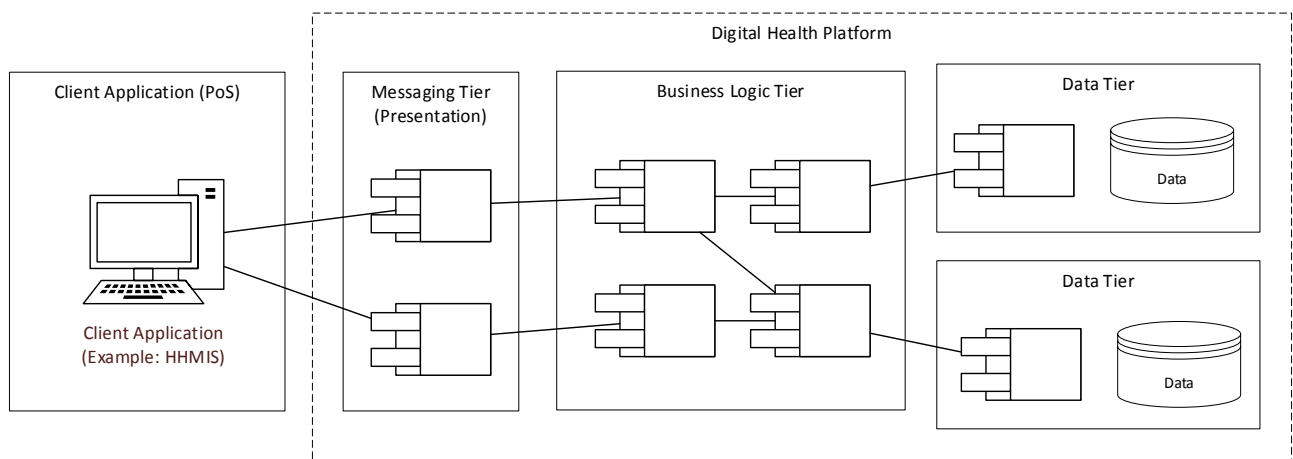 Digital Health Platform
Client Application (PoS)
Client Application
(Example: HHMIS)
Messaging Tier
(Presentation)
Business Logic Tier
Data Tier
Data
Data Tier
Data